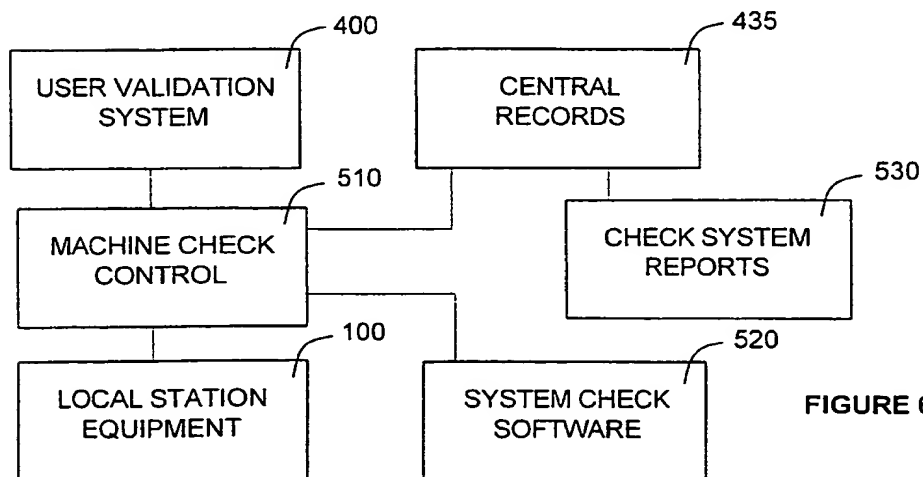 400
USER VALIDATION
SYSTEM
435
CENTRAL
RECORDS
510
MACHINE CHECK
CONTROL
530
CHECK SYSTEM
REPORTS
100
LOCAL STATION
EQUIPMENT
520
SYSTEM CHECK
SOFTWARE
FIGURE 6